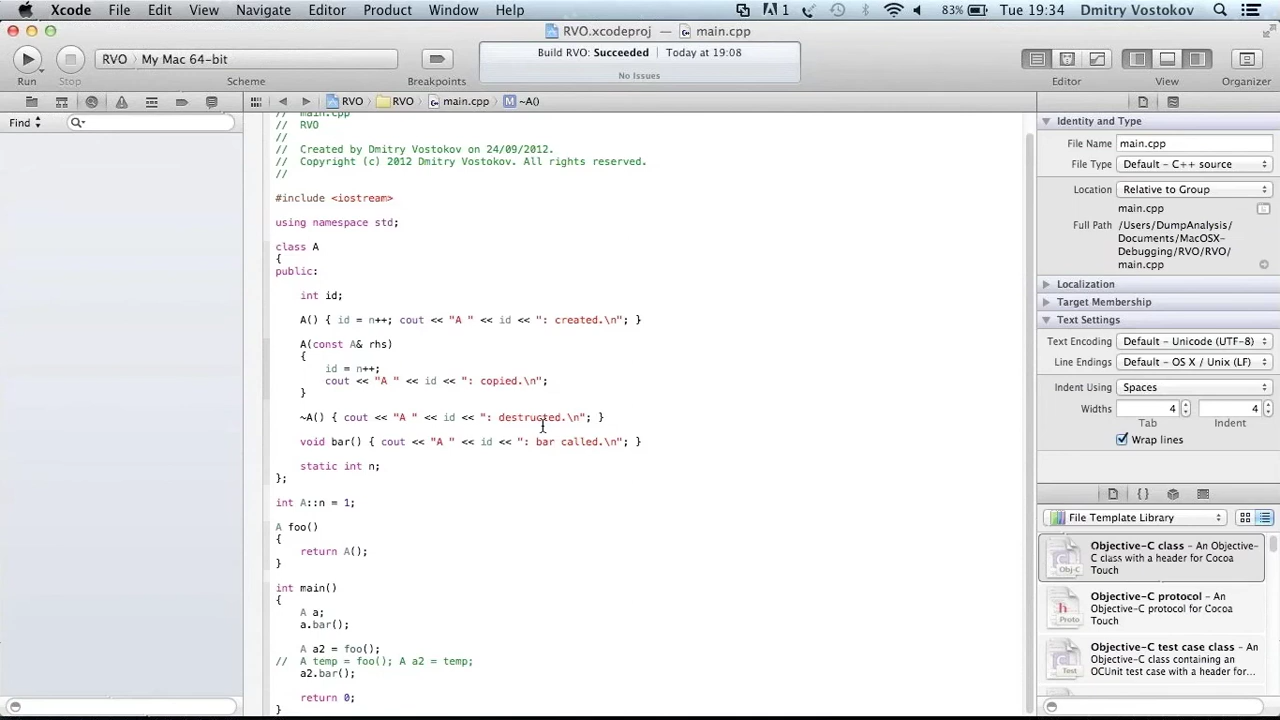 Xcode File Edit View Navigate Editor Product Window Help 1 83% Tue 19:34 Dmitry Vostokov
RVO.xcodeproj — main.cpp
Run Stop RVO My Mac 64-bit Scheme Breakpoints
Build RVO: Succeeded Today at 19:08
No Issues
Editor View Organizer
RVO RVO main.cpp M ~A()
Find
// main.cpp
// RVO
//
// Created by Dmitry Vostokov on 24/09/2012.
// Copyright (c) 2012 Dmitry Vostokov. All rights reserved.
//
#include <iostream>
using namespace std;
class A
{
public:
int id;
A() { id = n++; cout << "A " << id << ": created.\n"; }
A(const A& rhs)
{
id = n++;
cout << "A " << id << ": copied.\n";
}
~A() { cout << "A " << id << ": destructed.\n"; }
void bar() { cout << "A " << id << ": bar called.\n"; }
static int n;
};
int A::n = 1;
A foo()
{
return A();
}
int main()
{
A a;
a.bar();
A a2 = foo();
// A temp = foo(); A a2 = temp;
a2.bar();
return 0;
}
Identity and Type
File Name main.cpp
File Type Default - C++ source
Location Relative to Group
main.cpp
Full Path /Users/DumpAnalysis/
Documents/MacOSX-
Debugging/RVO/RVO/
main.cpp
Localization
Target Membership
Text Settings
Text Encoding Default - Unicode (UTF-8)
Line Endings Default - OS X / Unix (LF)
Indent Using Spaces
Widths 4 4
Tab Indent
Wrap lines
{ }
File Template Library
Objective-C class - An Objective-
C class with a header for Cocoa
Touch
Obj-C
Objective-C protocol - An
Objective-C protocol for Cocoa
Touch
Proto
Objective-C test case class - An
Objective-C class containing an
OCUnit test case with a header for...
Test